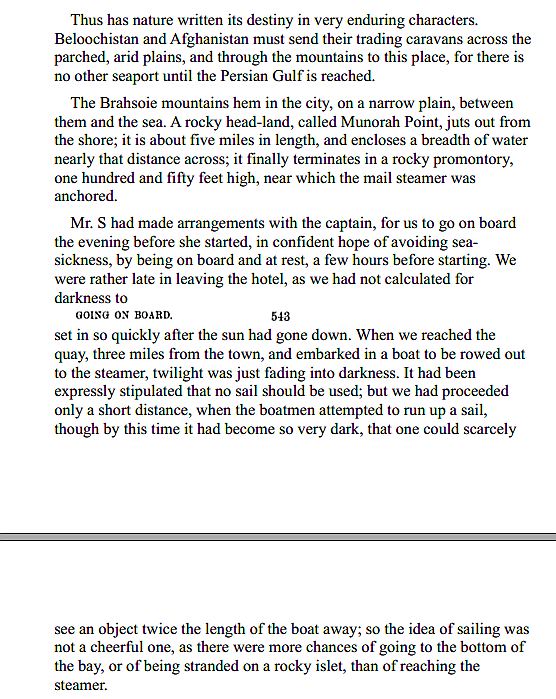 Thus has nature written its destiny in very enduring characters.
Beloochistan and Afghanistan must send their trading caravans across the
parched, arid plains, and through the mountains to this place, for there is
no other seaport until the Persian Gulf is reached.
The Brahsoie mountains hem in the city, on a narrow plain, between
them and the sea. A rocky head-land, called Munorah Point, juts out from
the shore; it is about five miles in length, and encloses a breadth of water
nearly that distance across; it finally terminates in a rocky promontory,
one hundred and fifty feet high, near which the mail steamer was
anchored.
Mr. S had made arrangements with the captain, for us to go on board
the evening before she started, in confident hope of avoiding sea-
sickness, by being on board and at rest, a few hours before starting. We
were rather late in leaving the hotel, as we had not calculated for
darkness to
GOING ON BOARD. 543
set in so quickly after the sun had gone down. When we reached the
quay, three miles from the town, and embarked in a boat to be rowed out
to the steamer, twilight was just fading into darkness. It had been
expressly stipulated that no sail should be used; but we had proceeded
only a short distance, when the boatmen attempted to run up a sail,
though by this time it had become so very dark, that one could scarcely
see an object twice the length of the boat away; so the idea of sailing was
not a cheerful one, as there were more chances of going to the bottom of
the bay, or of being stranded on a rocky islet, than of reaching the
steamer.